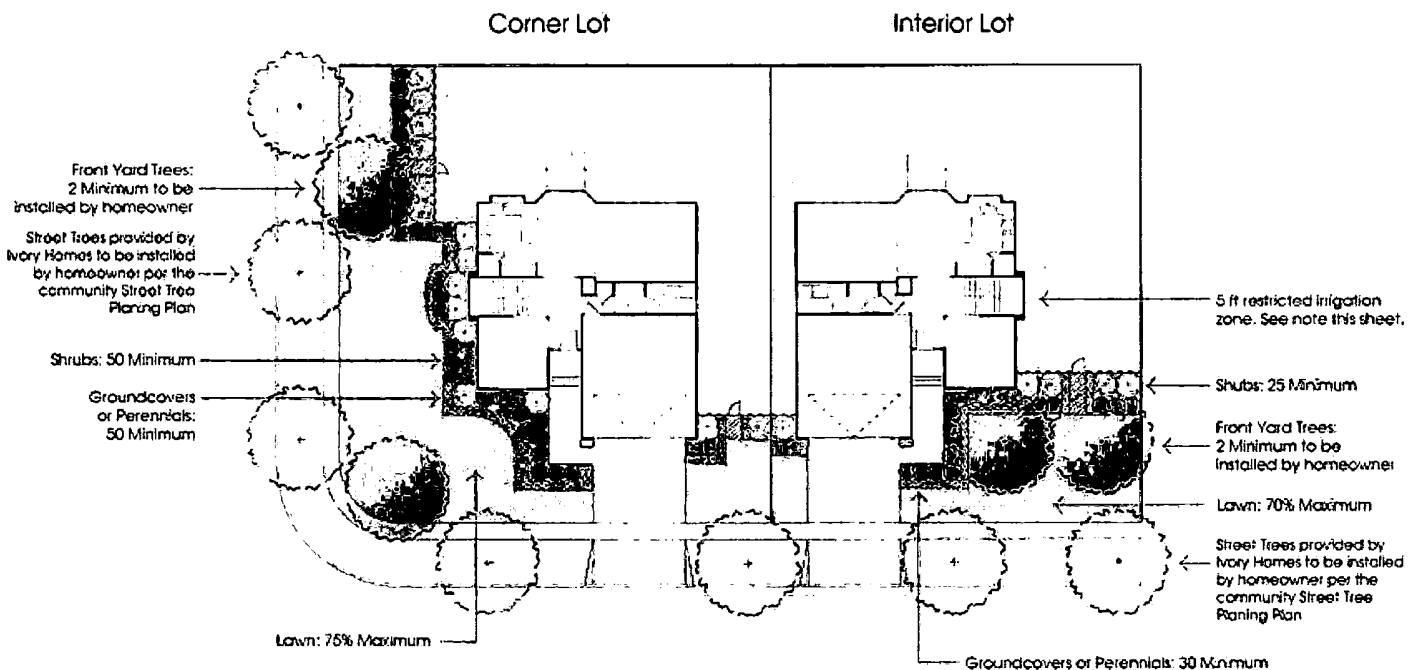 Corner Lot
Interior Lot
Front Yard Trees:
2 Minimum to be
installed by homeowner
Street Trees provided by
Ivory Homes to be installed
by homeowner per the
community Street Tree
Planing Plan
Shrubs: 50 Minimum
Groundcovers
or Perennials:
50 Minimum
Lawn: 75% Maximum
5 ft restricted irrigation
zone. See note this sheet.
Shubs: 25 Minimum
Front Yard Trees:
2 Minimum to be
installed by homeowner
Lawn: 70% Maximum
Street Trees provided by
Ivory Homes to be installed
by homeowner per the
community Street Tree
Planing Plan
Groundcovers or Perennials: 30 Minimum